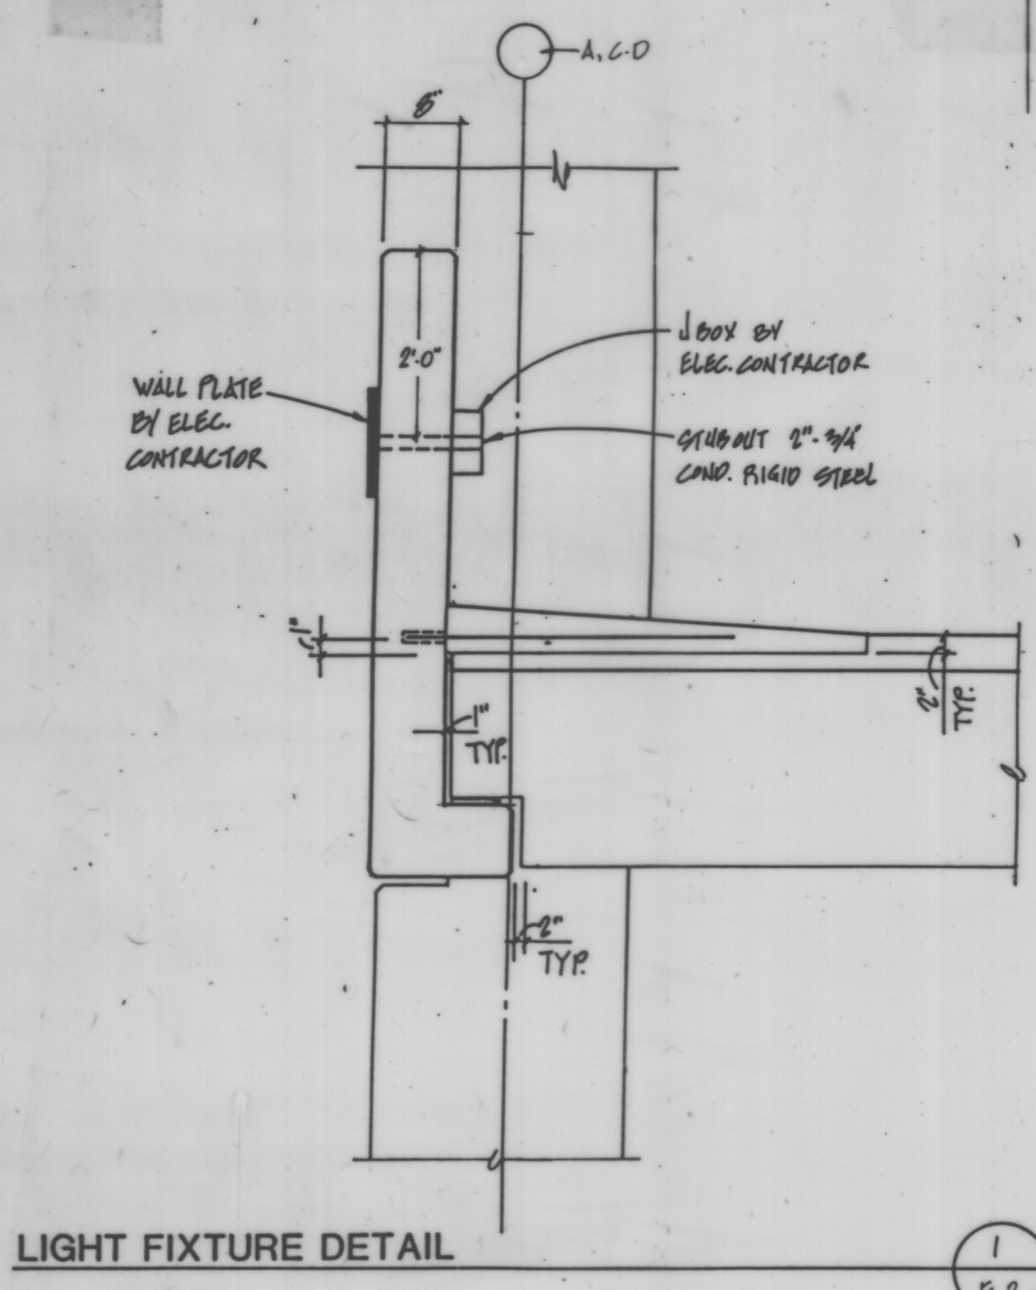 A, C-D
8"
2'-0"
J BOX BY
ELEC. CONTRACTOR
WALL PLATE
BY ELEC.
CONTRACTOR
STUBOUT 2"- 3/4"
COND. RIGID STEEL
1"
1"
TYP.
2"
TYP.
2"
TYP.
LIGHT FIXTURE DETAIL
1